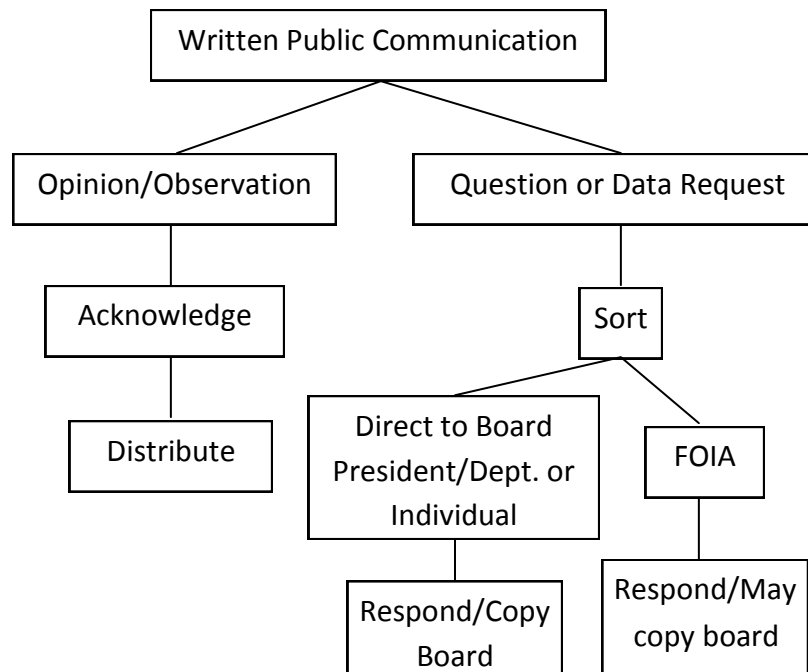 Written Public Communication
Opinion/Observation
Question or Data Request
Acknowledge
Sort
Distribute
Direct to Board
President/Dept. or
Individual
FOIA
Respond/Copy
Board
Respond/May
copy board